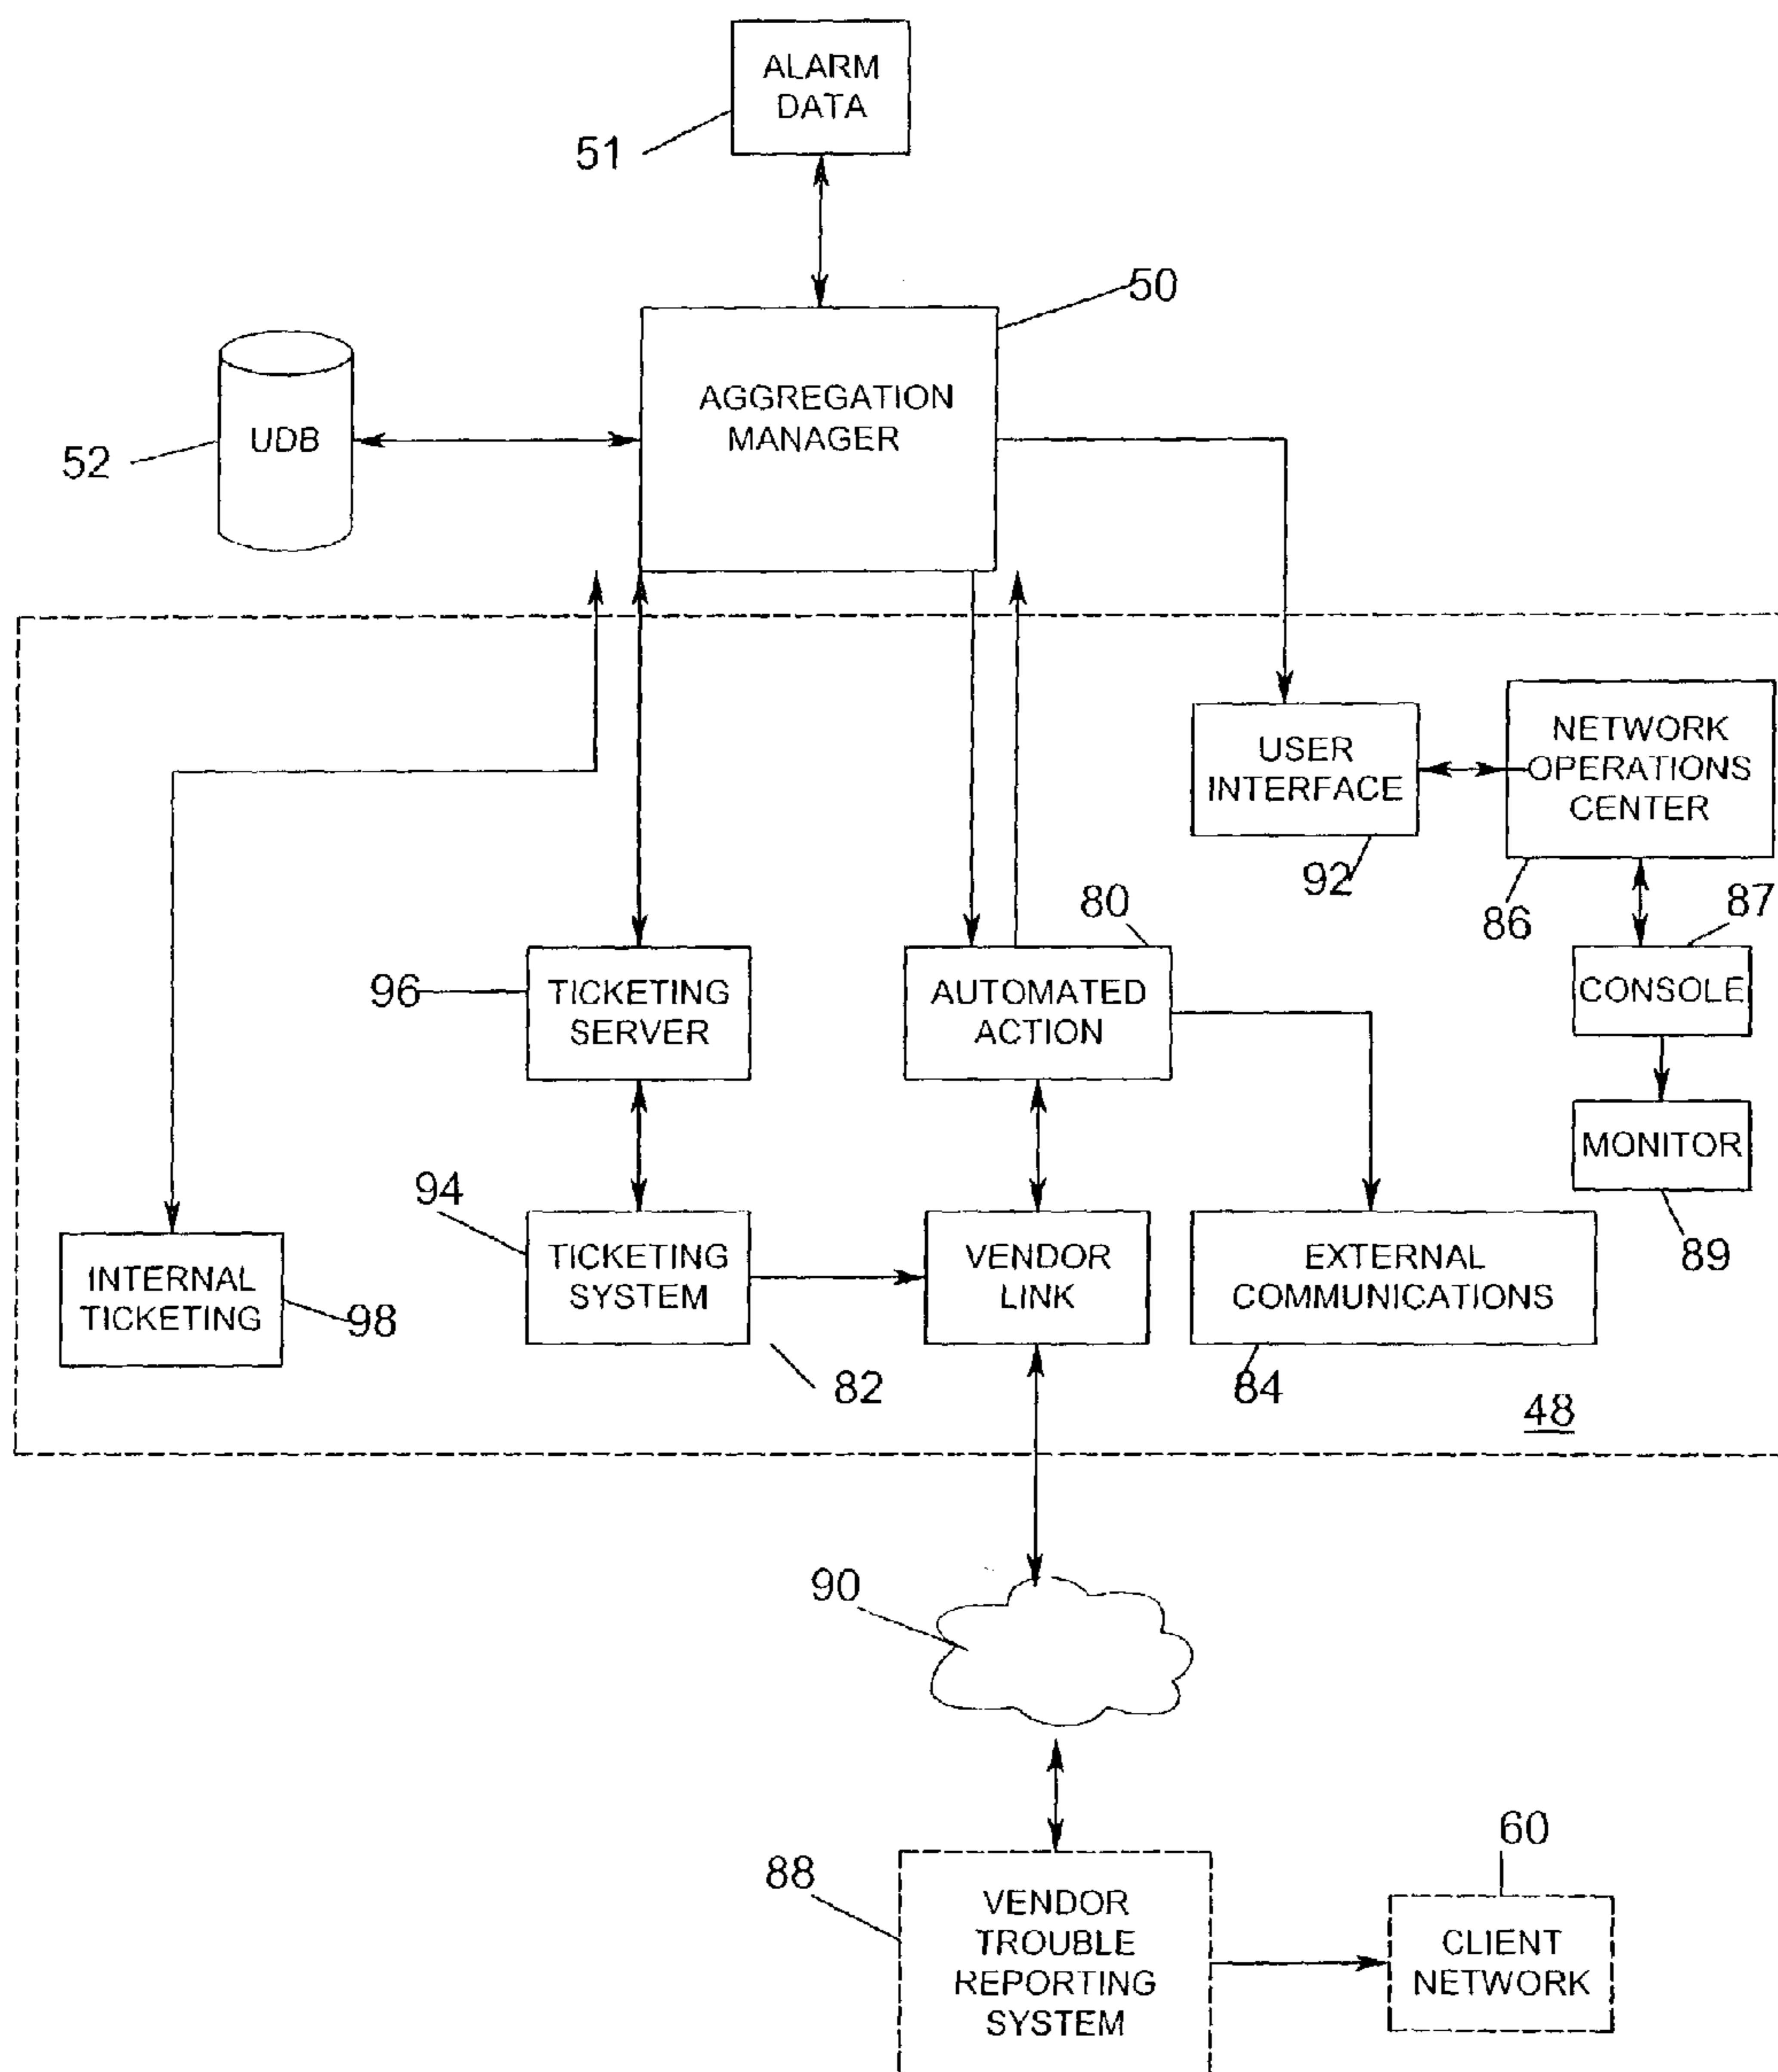 ALARM
DATA
51
50
AGGREGATION
MANAGER
UDB
52
USER
INTERFACE
92
NETWORK
OPERATIONS
CENTER
86
87
CONSOLE
MONITOR
89
80
96
TICKETING
SERVER
AUTOMATED
ACTION
94
TICKETING
SYSTEM
VENDOR
LINK
EXTERNAL
COMMUNICATIONS
INTERNAL
TICKETING
98
82
84
48
90
88
VENDOR
TROUBLE
REPORTING
SYSTEM
60
CLIENT
NETWORK